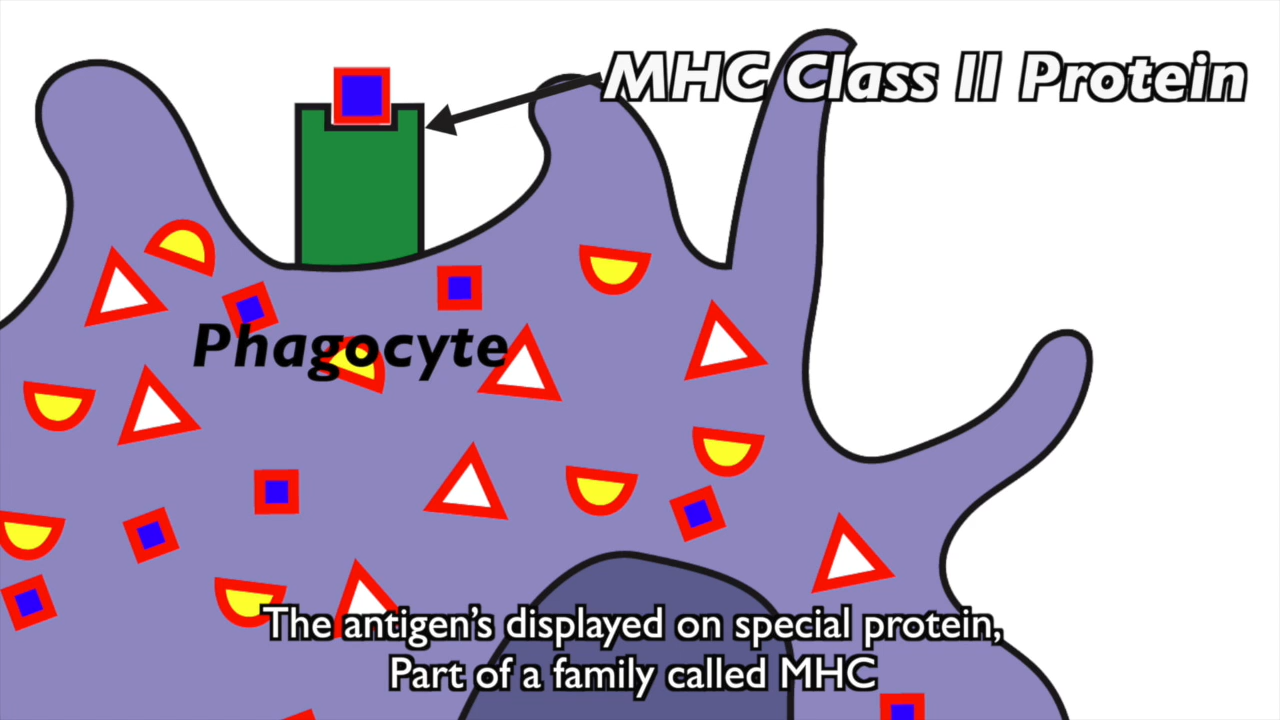 MHC Class II Protein
Phagocyte
The antigen’s displayed on special protein,
Part of a family called MHC